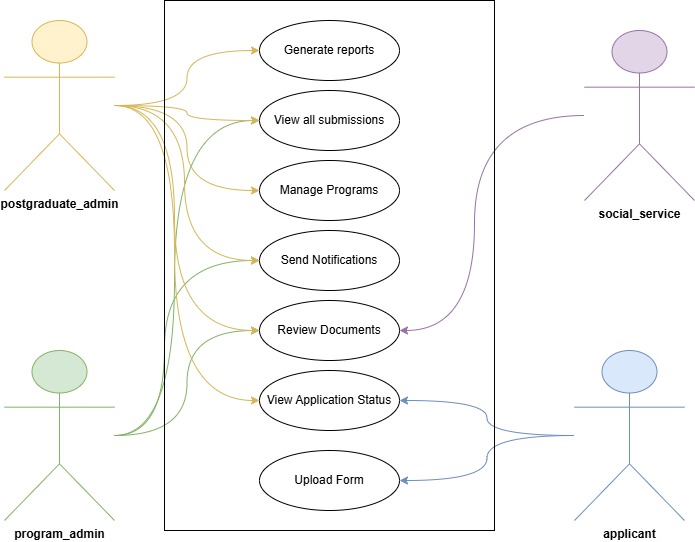 Generate reports
View all submissions
Manage Programs
postgraduate_admin
social_service
Send Notifications
Review Documents
View Application Status
Upload Form
program_admin
applicant